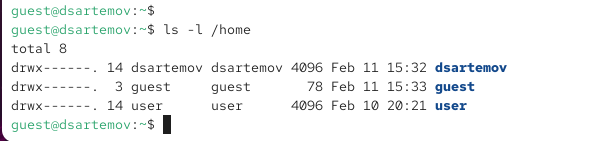 guest@dsartemov:~$
guest@dsartemov:~$ ls -l /home
total 8
drwx------. 14 dsartemov dsartemov 4096 Feb 11 15:32 dsartemov
drwx------.  3 guest     guest       78 Feb 11 15:33 guest
drwx------. 14 user      user      4096 Feb 10 20:21 user
guest@dsartemov:~$